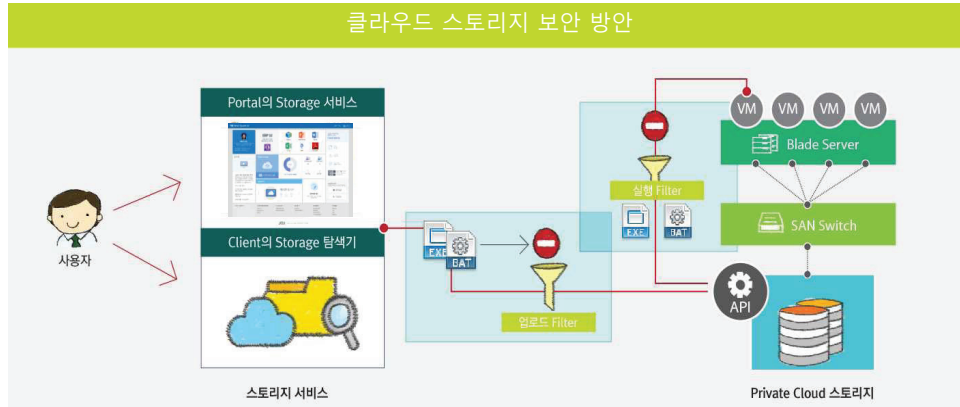 클라우드 스토리지 보안 방안
Portal의 Storage 서비스
Client의 Storage 탐색기
사용자
스토리지 서비스
EXE
BAT
업로드 Filter
실행 Filter
EXE
BAT
VM
VM
VM
VM
Blade Server
SAN Switch
API
Private Cloud 스토리지